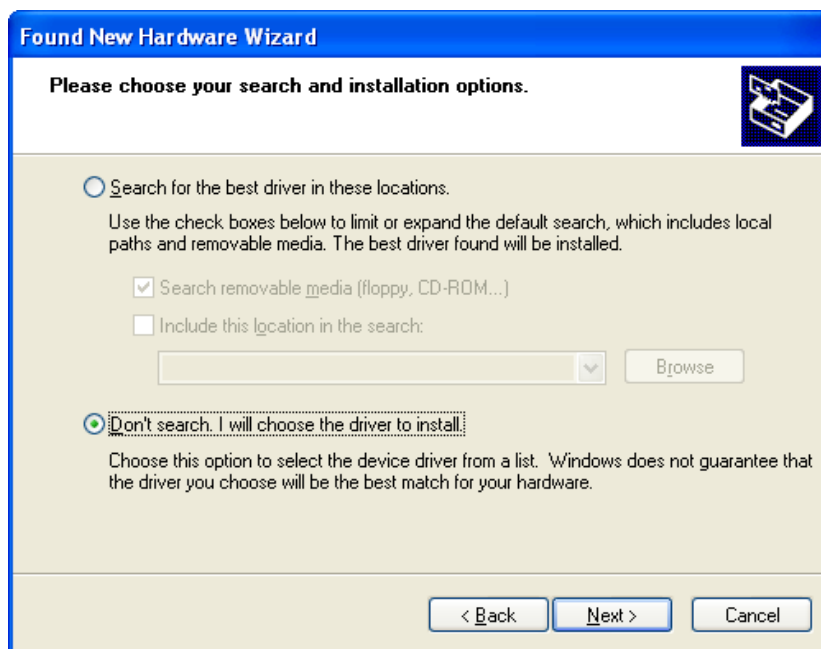 Found New Hardware Wizard
Please choose your search and installation options.
Search for the best driver in these locations.
Use the check boxes below to limit or expand the default search, which includes local
paths and removable media. The best driver found will be installed.
Search removable media (floppy, CD-ROM...)
Include this location in the search:
Browse
Don't search. I will choose the driver to install.
Choose this option to select the device driver from a list.  Windows does not guarantee that
the driver you choose will be the best match for your hardware.
< Back Next > Cancel